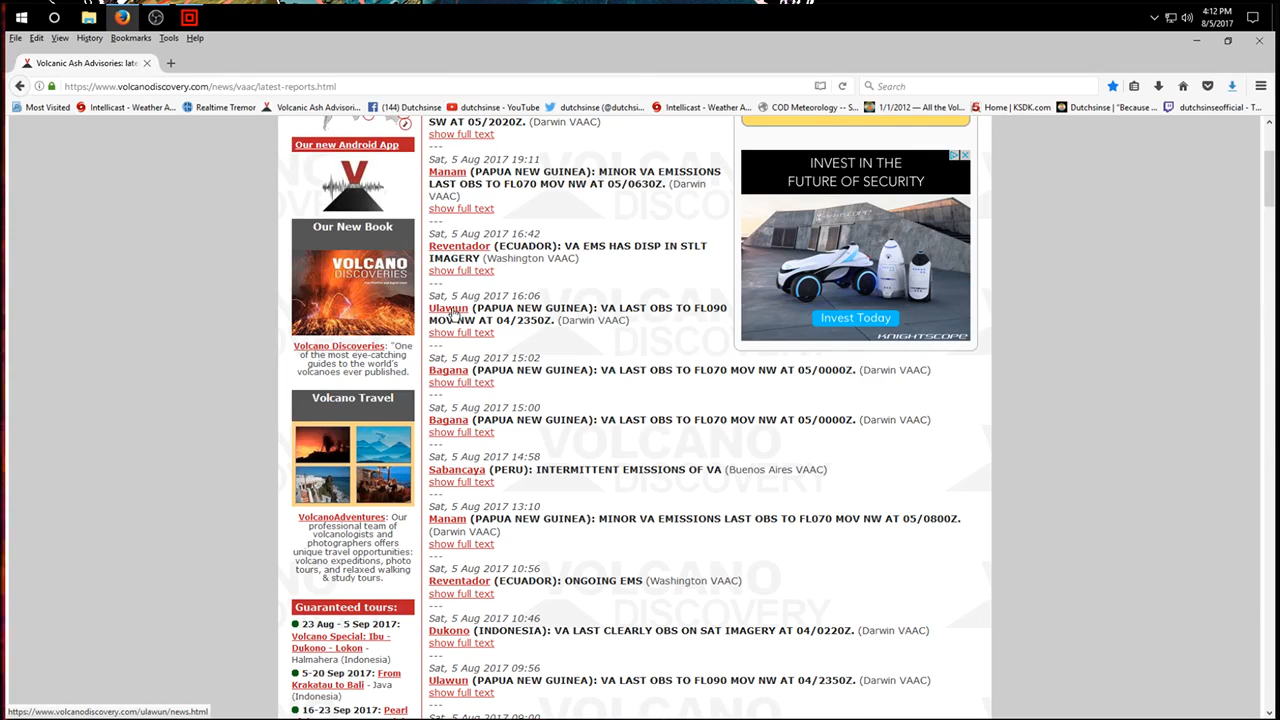 4:12 PM
8/5/2017
File Edit View History Bookmarks Tools Help
Volcanic Ash Advisories: late
https://www.volcanodiscovery.com/news/vaac/latest-reports.html
Search
Most Visited Intellicast - Weather A... Realtime Tremor Volcanic Ash Advisori... (144) Dutchsinse dutchsinse - YouTube dutchsinse (@dutchsi... Intellicast - Weather A... COD Meteorology -- S... 1/1/2012 — All the Vol... Home | KSDK.com Dutchsinse | "Because ... dutchsinseofficial - T...
SW AT 05/2020Z. (Darwin VAAC)
show full text
---
Sat, 5 Aug 2017 19:11
Manam (PAPUA NEW GUINEA): MINOR VA EMISSIONS
LAST OBS TO FL070 MOV NW AT 05/0630Z. (Darwin
VAAC)
show full text
---
Sat, 5 Aug 2017 16:42
Reventador (ECUADOR): VA EMS HAS DISP IN STLT
IMAGERY (Washington VAAC)
show full text
---
Sat, 5 Aug 2017 16:06
Ulawun (PAPUA NEW GUINEA): VA LAST OBS TO FL090
MOV NW AT 04/2350Z. (Darwin VAAC)
show full text
---
Sat, 5 Aug 2017 15:02
Bagana (PAPUA NEW GUINEA): VA LAST OBS TO FL070 MOV NW AT 05/0000Z. (Darwin VAAC)
show full text
---
Sat, 5 Aug 2017 15:00
Bagana (PAPUA NEW GUINEA): VA LAST OBS TO FL070 MOV NW AT 05/0000Z. (Darwin VAAC)
show full text
---
Sat, 5 Aug 2017 14:58
Sabancaya (PERU): INTERMITTENT EMISSIONS OF VA (Buenos Aires VAAC)
show full text
---
Sat, 5 Aug 2017 13:10
Manam (PAPUA NEW GUINEA): MINOR VA EMISSIONS LAST OBS TO FL070 MOV NW AT 05/0800Z.
(Darwin VAAC)
show full text
---
Sat, 5 Aug 2017 10:56
Reventador (ECUADOR): ONGOING EMS (Washington VAAC)
show full text
---
Sat, 5 Aug 2017 10:46
Dukono (INDONESIA): VA LAST CLEARLY OBS ON SAT IMAGERY AT 04/0220Z. (Darwin VAAC)
show full text
---
Sat, 5 Aug 2017 09:56
Ulawun (PAPUA NEW GUINEA): VA LAST OBS TO FL090 MOV NW AT 04/2350Z. (Darwin VAAC)
show full text
---
Our new Android App
Our New Book
VOLCANO
DISCOVERIES
Volcano Discoveries: "One
of the most eye-catching
guides to the world's
volcanoes ever published.
Volcano Travel
VolcanoAdventures: Our
professional team of
volcanologists and
photographers offers
unique travel opportunities:
volcano expeditions, photo
tours, and relaxed walking
& study tours.
Guaranteed tours:
23 Aug - 5 Sep 2017:
Volcano Special: Ibu -
Dukono - Lokon -
Halmahera (Indonesia)
5-20 Sep 2017: From
Krakatau to Bali - Java
(Indonesia)
16-23 Sep 2017: Pearl
INVEST IN THE
FUTURE OF SECURITY
Invest Today
KNIGHTSCOPE
VOLCANO
DISCOVERY
https://www.volcanodiscovery.com/ulawun/news.html